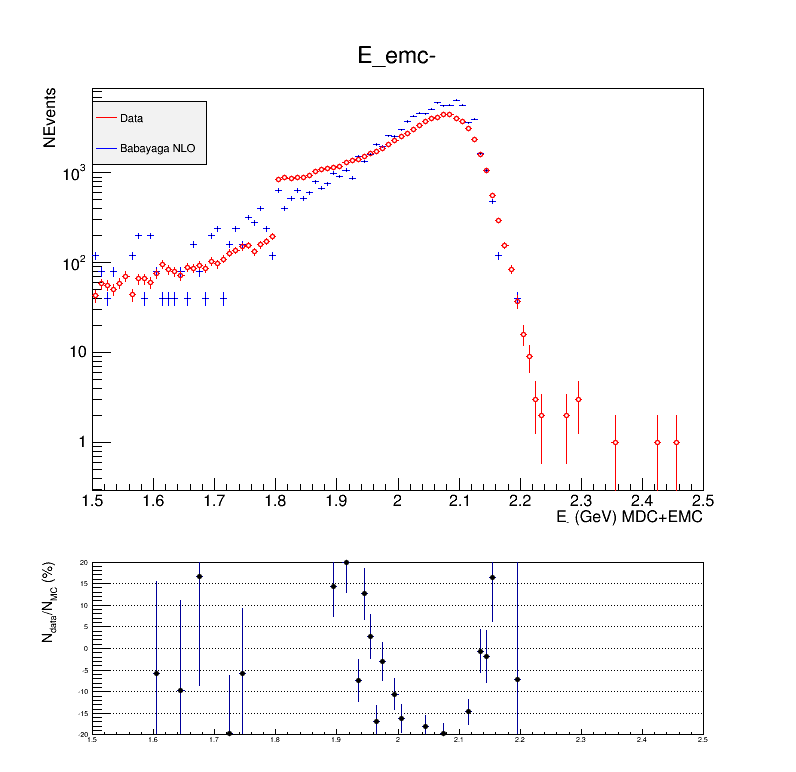 E_emc-
NEvents
Data
Babayaga NLO
10³
10²
10
1
1.5 1.6 1.7 1.8 1.9 2 2.1 2.2 2.3 2.4 2.5
E₋ (GeV) MDC+EMC
N_data/N_MC (%)
20
15
10
5
0
-5
-10
-15
-20
1.5 1.6 1.7 1.8 1.9 2 2.1 2.2 2.3 2.4 2.5